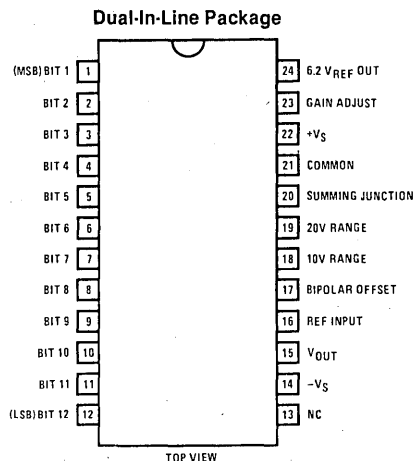 Dual-In-Line Package
(MSB) BIT 1 1 24 6.2 VREF OUT
BIT 2 2 23 GAIN ADJUST
BIT 3 3 22 +VS
BIT 4 4 21 COMMON
BIT 5 5 20 SUMMING JUNCTION
BIT 6 6 19 20V RANGE
BIT 7 7 18 10V RANGE
BIT 8 8 17 BIPOLAR OFFSET
BIT 9 9 16 REF INPUT
BIT 10 10 15 VOUT
BIT 11 11 14 -VS
(LSB) BIT 12 12 13 NC
TOP VIEW